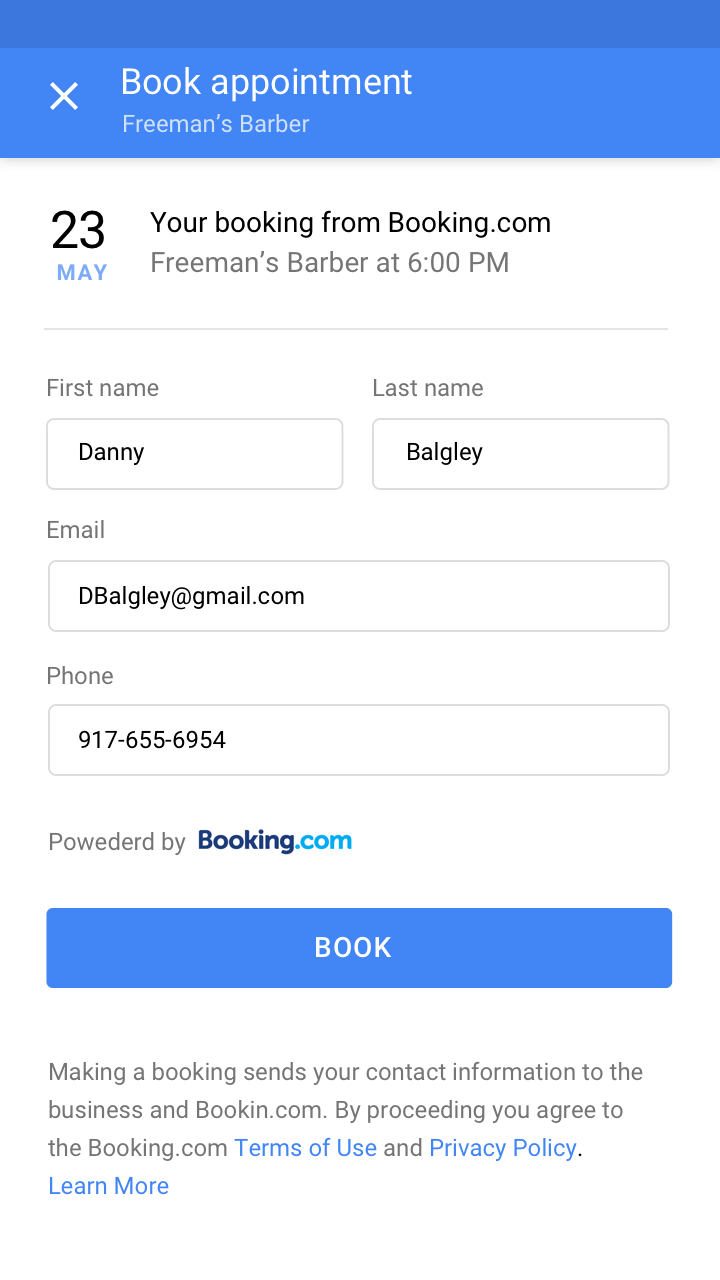 Book appointment
Freeman’s Barber
23
MAY
Your booking from Booking.com
Freeman’s Barber at 6:00 PM
First name
Last name
Danny
Balgley
Email
DBalgley@gmail.com
Phone
917-655-6954
Powederd by Booking.com
BOOK
Making a booking sends your contact information to the
business and Bookin.com. By proceeding you agree to
the Booking.com Terms of Use and Privacy Policy.
Learn More